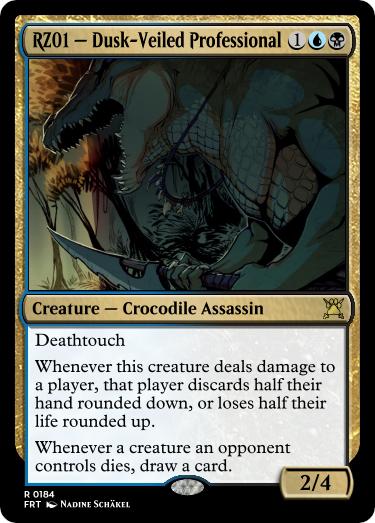 RZ01 – Dusk-Veiled Professional 1
Creature — Crocodile Assassin
Deathtouch
Whenever this creature deals damage to
a player, that player discards half their
hand rounded down, or loses half their
life rounded up.
Whenever a creature an opponent
controls dies, draw a card.
2/4
R 0184
FRT Nadine Schäkel